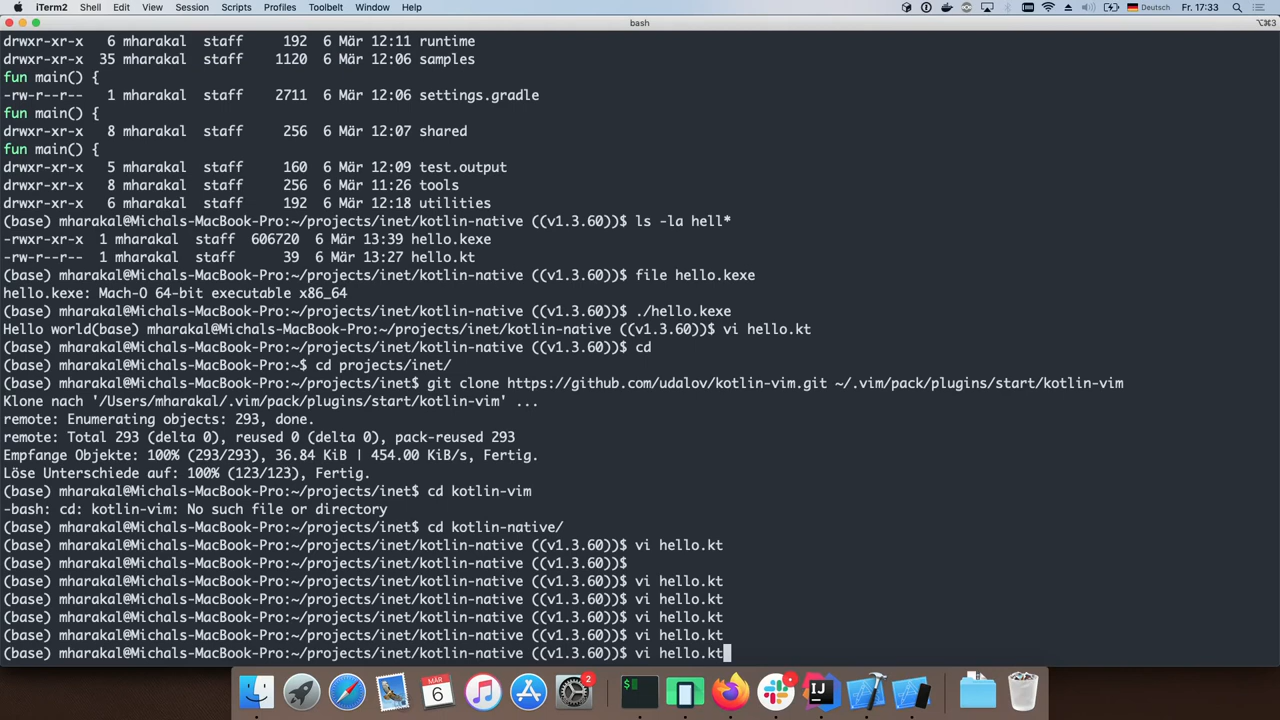 iTerm2 Shell Edit View Session Scripts Profiles Toolbelt Window Help Deutsch Fr. 17:33
bash ⌥⌘3
drwxr-xr-x 6 mharakal staff 192 6 Mär 12:11 runtime
drwxr-xr-x 35 mharakal staff 1120 6 Mär 12:06 samples
fun main() {
-rw-r--r-- 1 mharakal staff 2711 6 Mär 12:06 settings.gradle
fun main() {
drwxr-xr-x 8 mharakal staff 256 6 Mär 12:07 shared
fun main() {
drwxr-xr-x 5 mharakal staff 160 6 Mär 12:09 test.output
drwxr-xr-x 8 mharakal staff 256 6 Mär 11:26 tools
drwxr-xr-x 6 mharakal staff 192 6 Mär 12:18 utilities
(base) mharakal@Michals-MacBook-Pro:~/projects/inet/kotlin-native ((v1.3.60))$ ls -la hell*
-rwxr-xr-x 1 mharakal staff 606720 6 Mär 13:39 hello.kexe
-rw-r--r-- 1 mharakal staff 39 6 Mär 13:27 hello.kt
(base) mharakal@Michals-MacBook-Pro:~/projects/inet/kotlin-native ((v1.3.60))$ file hello.kexe
hello.kexe: Mach-O 64-bit executable x86_64
(base) mharakal@Michals-MacBook-Pro:~/projects/inet/kotlin-native ((v1.3.60))$ ./hello.kexe
Hello world(base) mharakal@Michals-MacBook-Pro:~/projects/inet/kotlin-native ((v1.3.60))$ vi hello.kt
(base) mharakal@Michals-MacBook-Pro:~/projects/inet/kotlin-native ((v1.3.60))$ cd
(base) mharakal@Michals-MacBook-Pro:~$ cd projects/inet/
(base) mharakal@Michals-MacBook-Pro:~/projects/inet$ git clone https://github.com/udalov/kotlin-vim.git ~/.vim/pack/plugins/start/kotlin-vim
Klone nach '/Users/mharakal/.vim/pack/plugins/start/kotlin-vim' ...
remote: Enumerating objects: 293, done.
remote: Total 293 (delta 0), reused 0 (delta 0), pack-reused 293
Empfange Objekte: 100% (293/293), 36.84 KiB | 454.00 KiB/s, Fertig.
Löse Unterschiede auf: 100% (123/123), Fertig.
(base) mharakal@Michals-MacBook-Pro:~/projects/inet$ cd kotlin-vim
-bash: cd: kotlin-vim: No such file or directory
(base) mharakal@Michals-MacBook-Pro:~/projects/inet$ cd kotlin-native/
(base) mharakal@Michals-MacBook-Pro:~/projects/inet/kotlin-native ((v1.3.60))$ vi hello.kt
(base) mharakal@Michals-MacBook-Pro:~/projects/inet/kotlin-native ((v1.3.60))$
(base) mharakal@Michals-MacBook-Pro:~/projects/inet/kotlin-native ((v1.3.60))$ vi hello.kt
(base) mharakal@Michals-MacBook-Pro:~/projects/inet/kotlin-native ((v1.3.60))$ vi hello.kt
(base) mharakal@Michals-MacBook-Pro:~/projects/inet/kotlin-native ((v1.3.60))$ vi hello.kt
(base) mharakal@Michals-MacBook-Pro:~/projects/inet/kotlin-native ((v1.3.60))$ vi hello.kt
(base) mharakal@Michals-MacBook-Pro:~/projects/inet/kotlin-native ((v1.3.60))$ vi hello.kt
MÄR
6
2
$
IJ